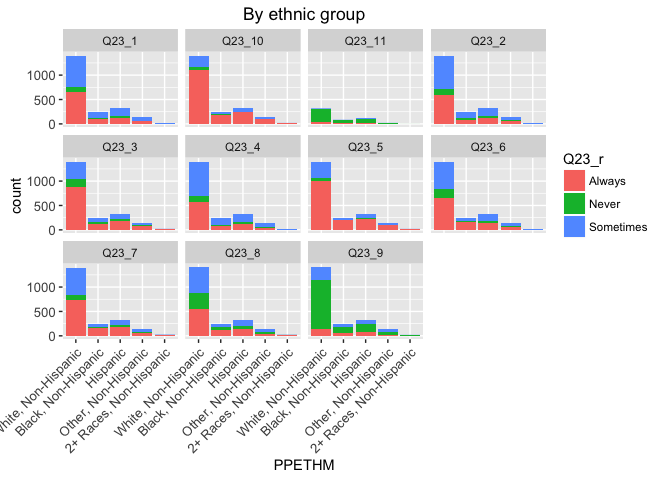 By ethnic group
Q23_1
Q23_10
Q23_11
Q23_2
1000
500
0
Q23_3
Q23_4
Q23_5
Q23_6
1000
500
0
Q23_7
Q23_8
Q23_9
1000
500
0
count
White, Non-Hispanic
Black, Non-Hispanic
Hispanic
Other, Non-Hispanic
2+ Races, Non-Hispanic
White, Non-Hispanic
Black, Non-Hispanic
Hispanic
Other, Non-Hispanic
2+ Races, Non-Hispanic
White, Non-Hispanic
Black, Non-Hispanic
Hispanic
Other, Non-Hispanic
2+ Races, Non-Hispanic
PPETHM
Q23_r
Always
Never
Sometimes